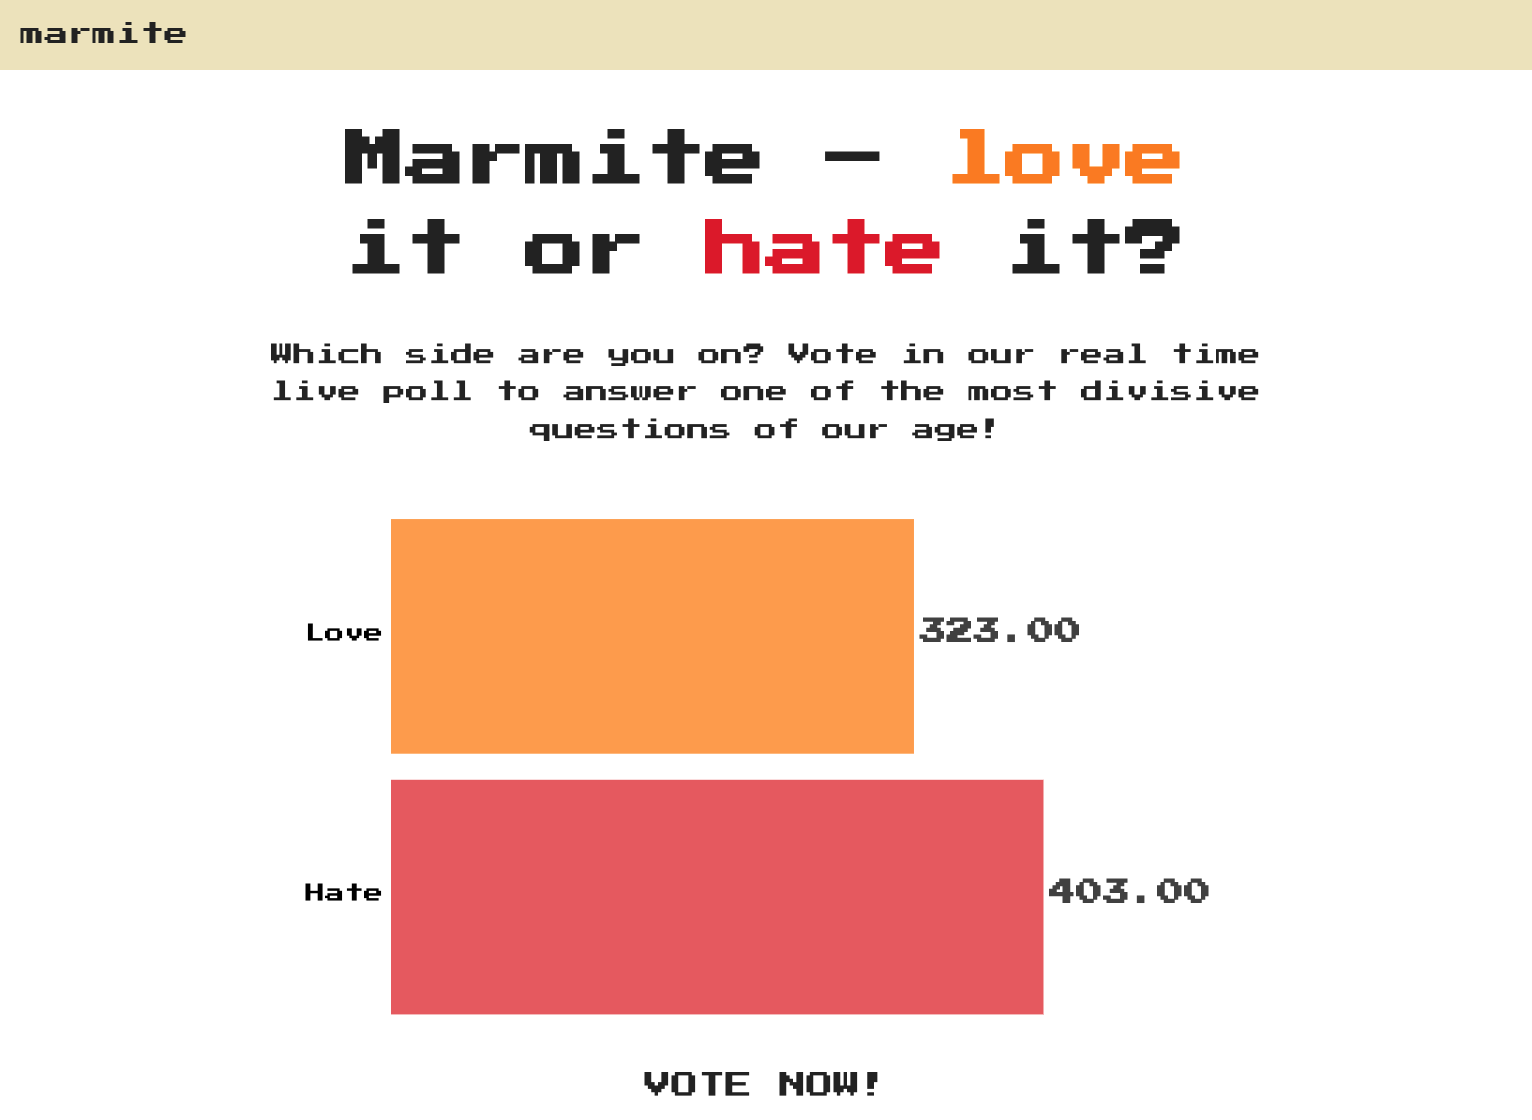 marmite
Marmite — love
it or hate it?
Which side are you on? Vote in our real time
live poll to answer one of the most divisive
questions of our age!
Love
323.00
Hate
403.00
VOTE NOW!